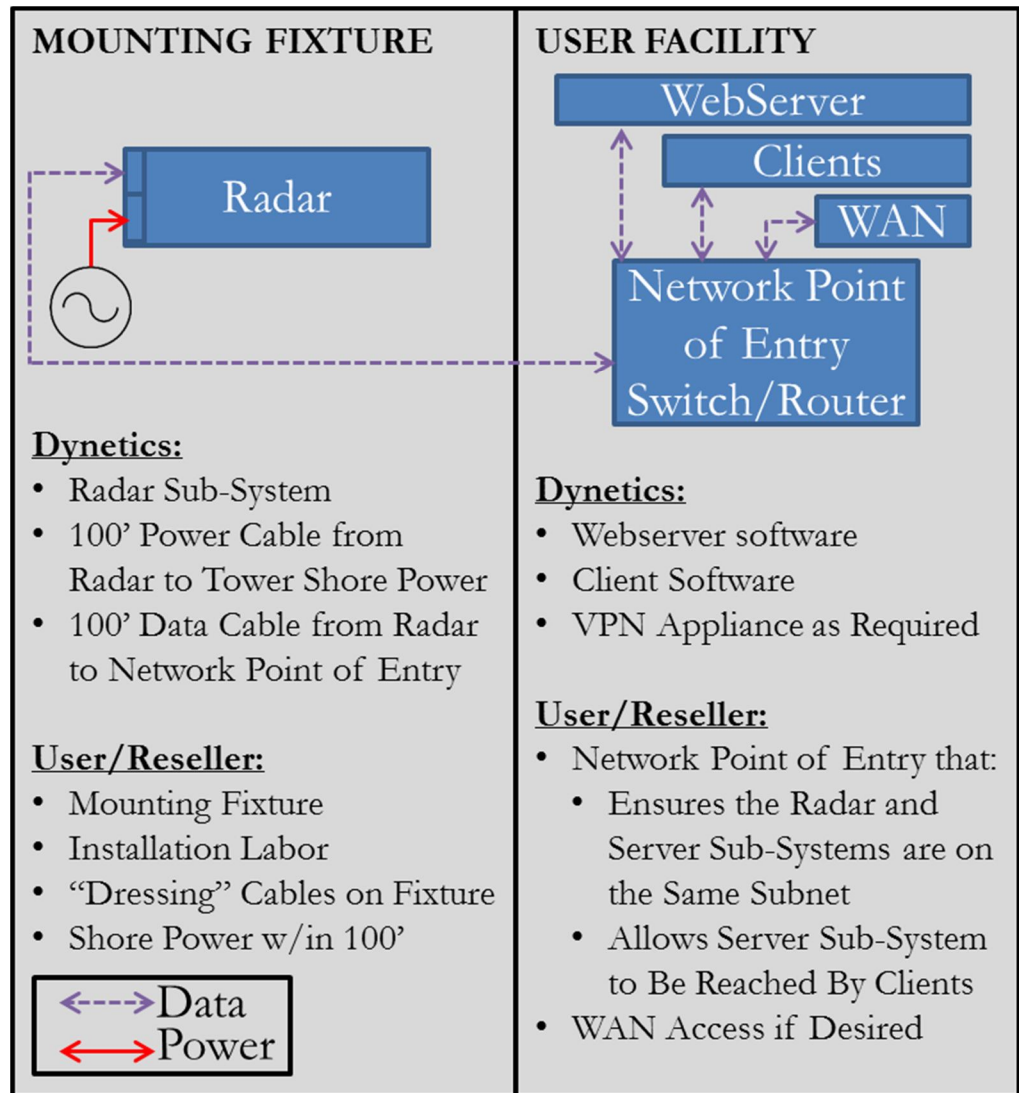 MOUNTING FIXTURE
Radar
Dynetics:
• Radar Sub-System
• 100’ Power Cable from
Radar to Tower Shore Power
• 100’ Data Cable from Radar
to Network Point of Entry
User/Reseller:
• Mounting Fixture
• Installation Labor
• “Dressing” Cables on Fixture
• Shore Power w/in 100’
Data
Power
USER FACILITY
WebServer
Clients
WAN
Network Point
of Entry
Switch/Router
Dynetics:
• Webserver software
• Client Software
• VPN Appliance as Required
User/Reseller:
• Network Point of Entry that:
• Ensures the Radar and
Server Sub-Systems are on
the Same Subnet
• Allows Server Sub-System
to Be Reached By Clients
• WAN Access if Desired